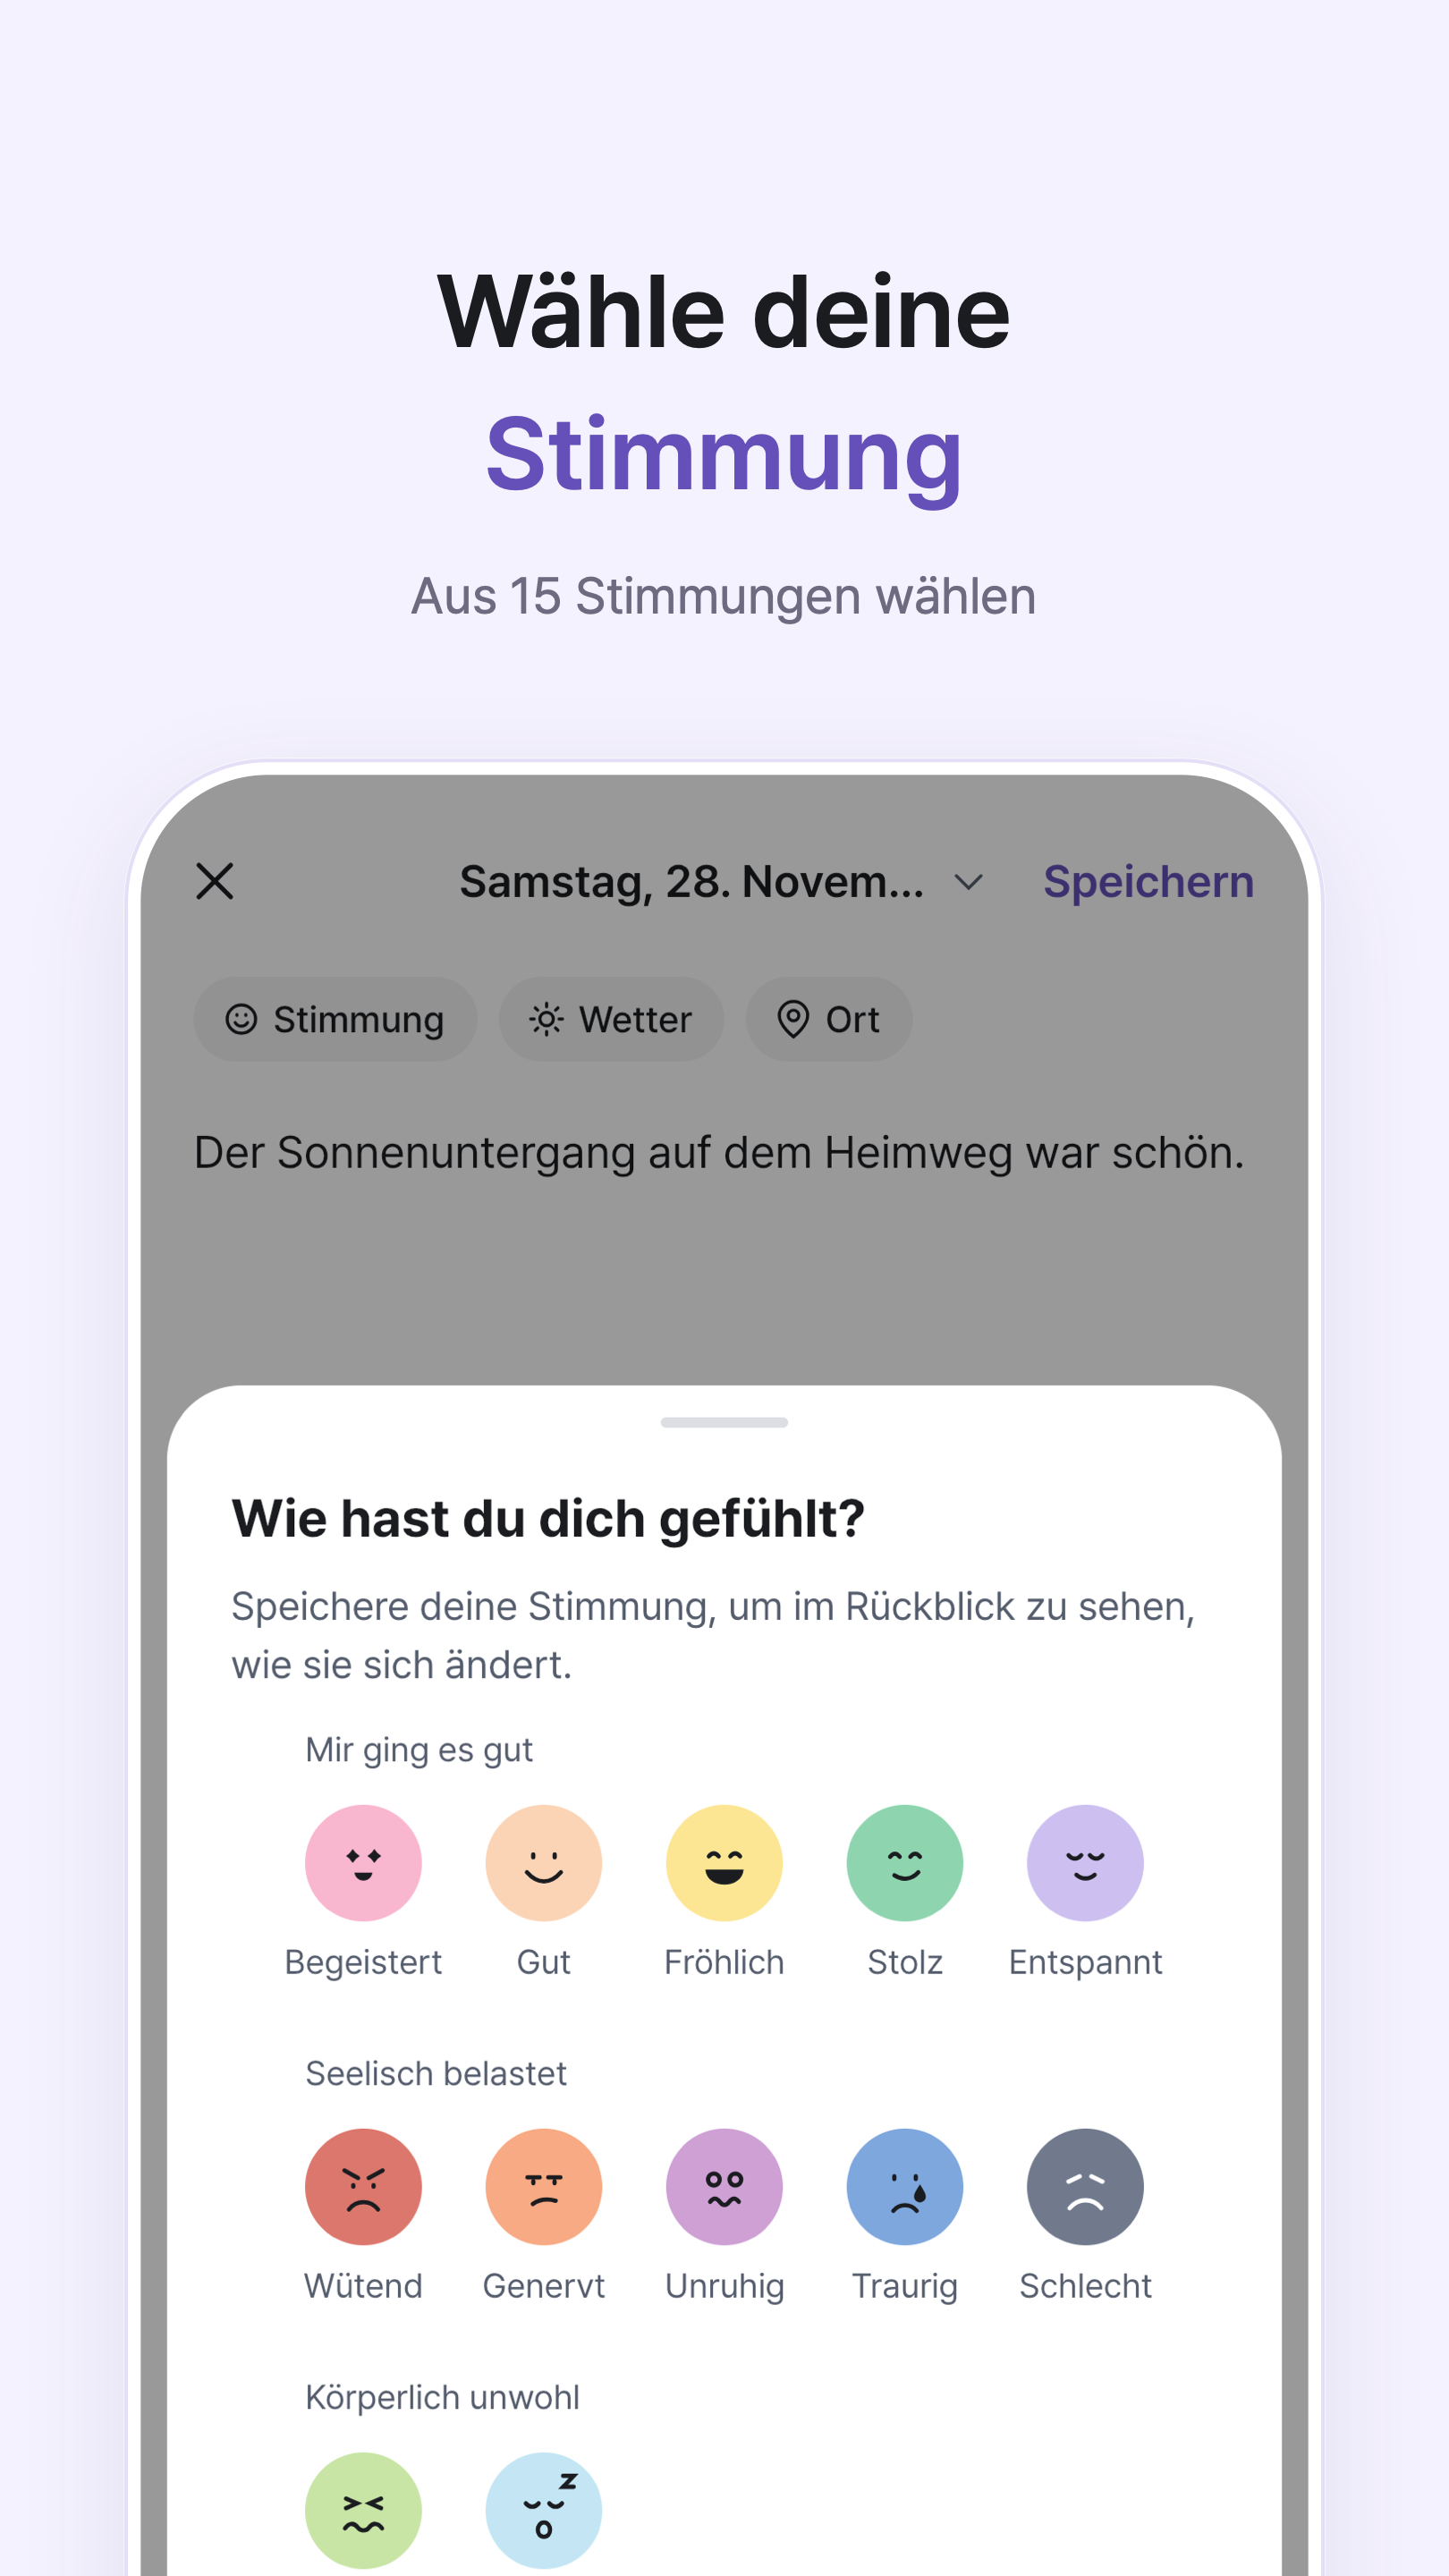 Wähle deine
Stimmung
Aus 15 Stimmungen wählen
Samstag, 28. Novem...
Speichern
Stimmung
Wetter
Ort
Der Sonnenuntergang auf dem Heimweg war schön.
Wie hast du dich gefühlt?
Speichere deine Stimmung, um im Rückblick zu sehen,
wie sie sich ändert.
Mir ging es gut
Begeistert
Gut
Fröhlich
Stolz
Entspannt
Seelisch belastet
Wütend
Genervt
Unruhig
Traurig
Schlecht
Körperlich unwohl